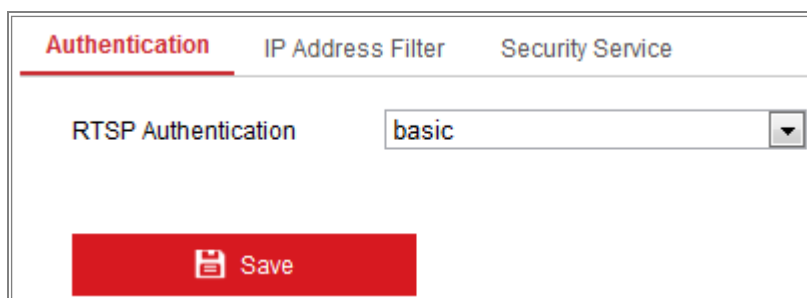 Authentication IP Address Filter Security Service
RTSP Authentication basic
Save